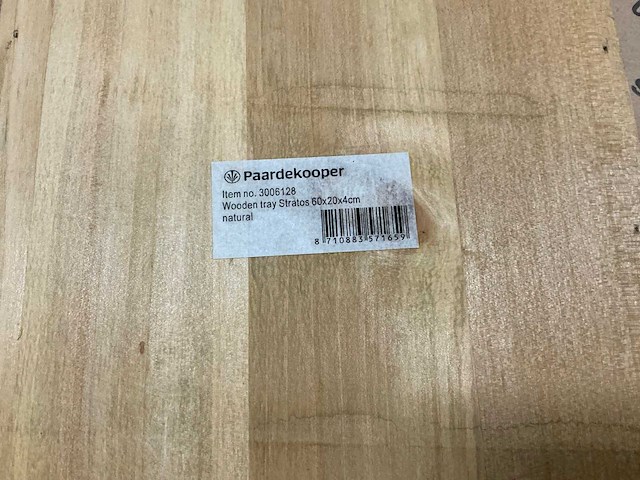 Paardekooper
Item no. 3006128
Wooden tray Stratos 60x20x4cm
natural
8 710883 571659